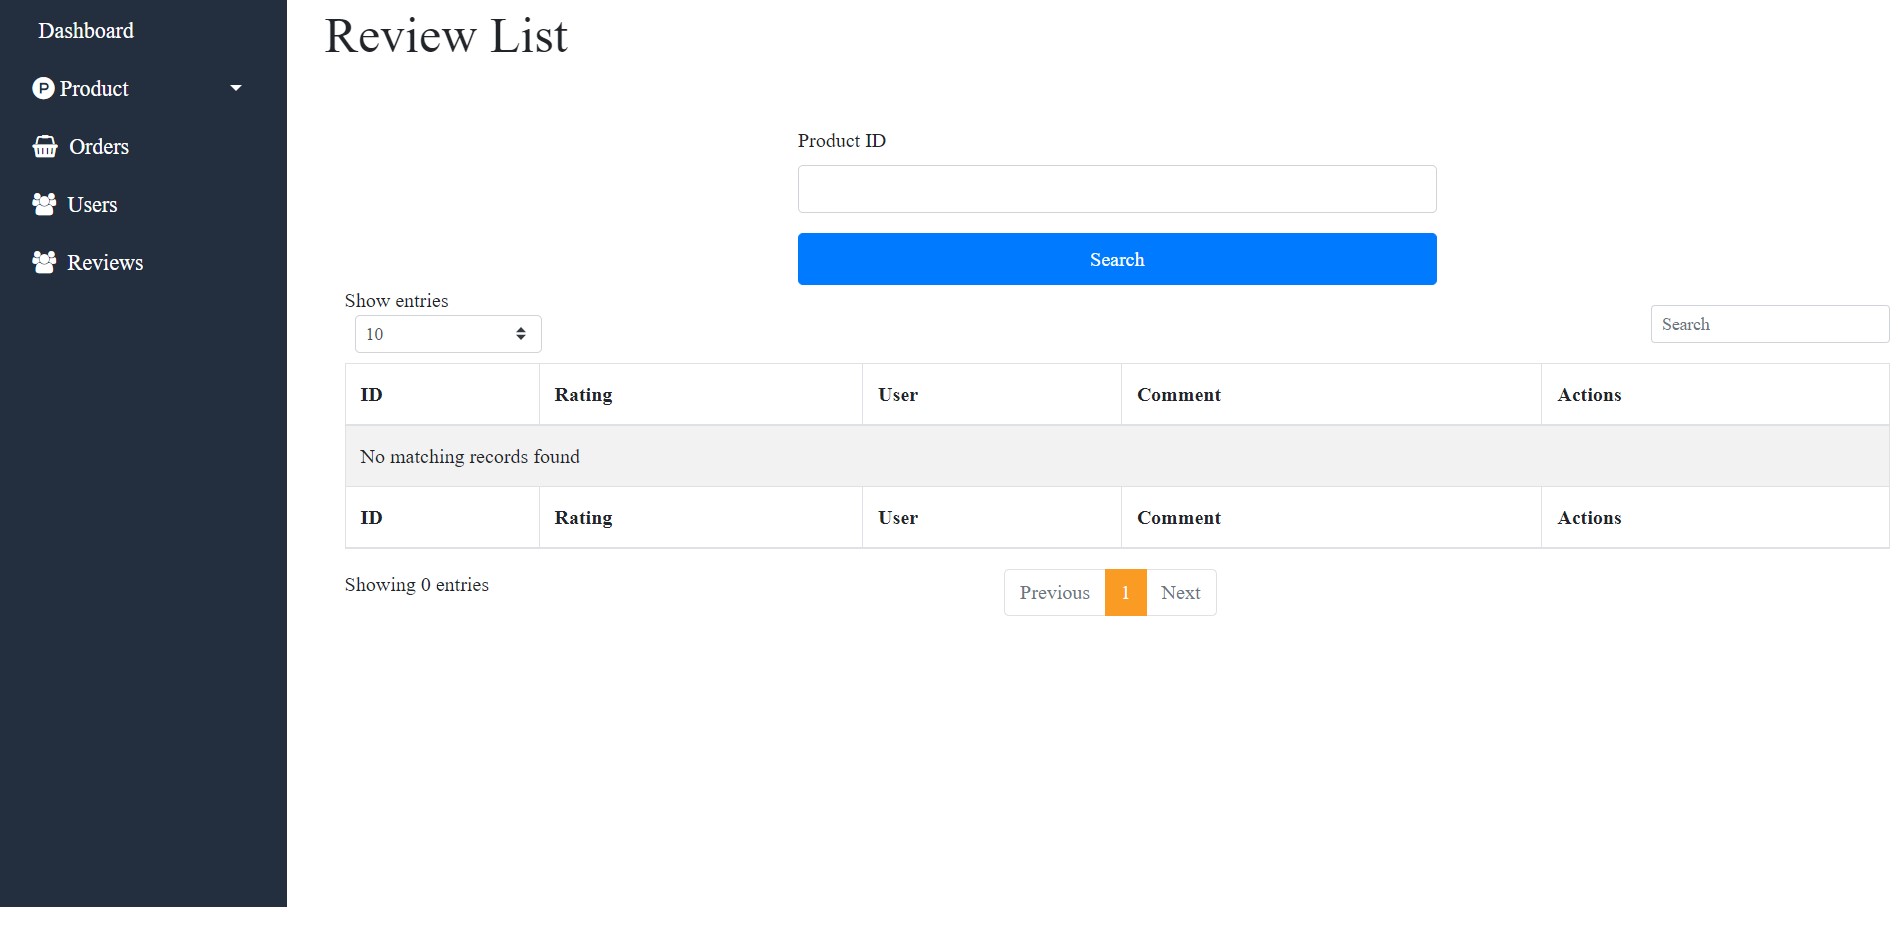 Dashboard
P Product
Orders
Users
Reviews
Review List
Product ID
Search
Show entries
10
Search
ID Rating User Comment Actions
No matching records found
ID Rating User Comment Actions
Showing 0 entries
Previous 1 Next